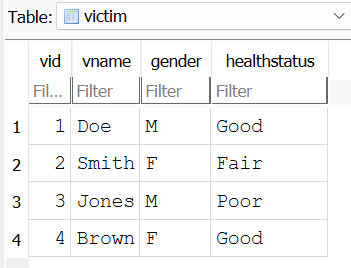 Table: victim
vid vname gender healthstatus
Fil... Filter Filter Filter
1 1 Doe M Good
2 2 Smith F Fair
3 3 Jones M Poor
4 4 Brown F Good